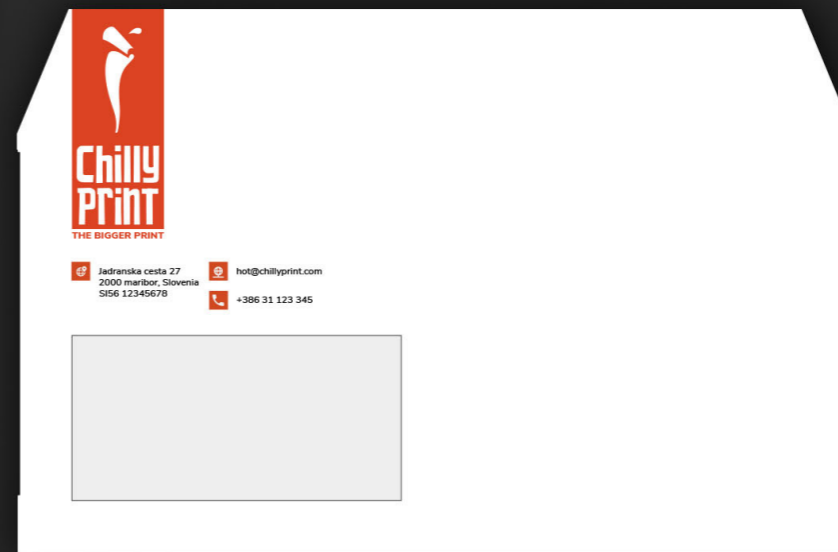 Chilly
Print
THE BIGGER PRINT
Jadranska cesta 27
2000 maribor, Slovenia
SI56 12345678
hot@chillyprint.com
+386 31 123 345